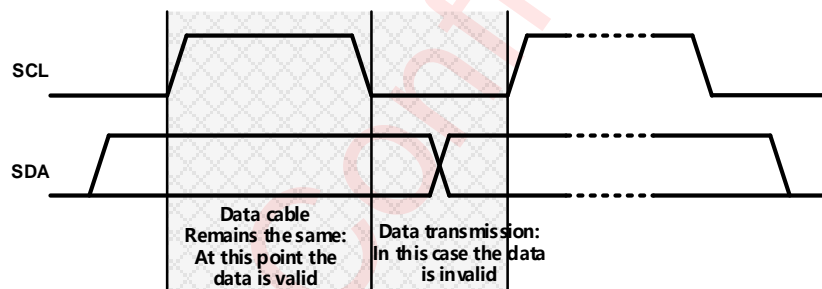 SCL
SDA
Data cable
Remains the same:
At this point the
data is valid
Data transmission:
In this case the data
is invalid